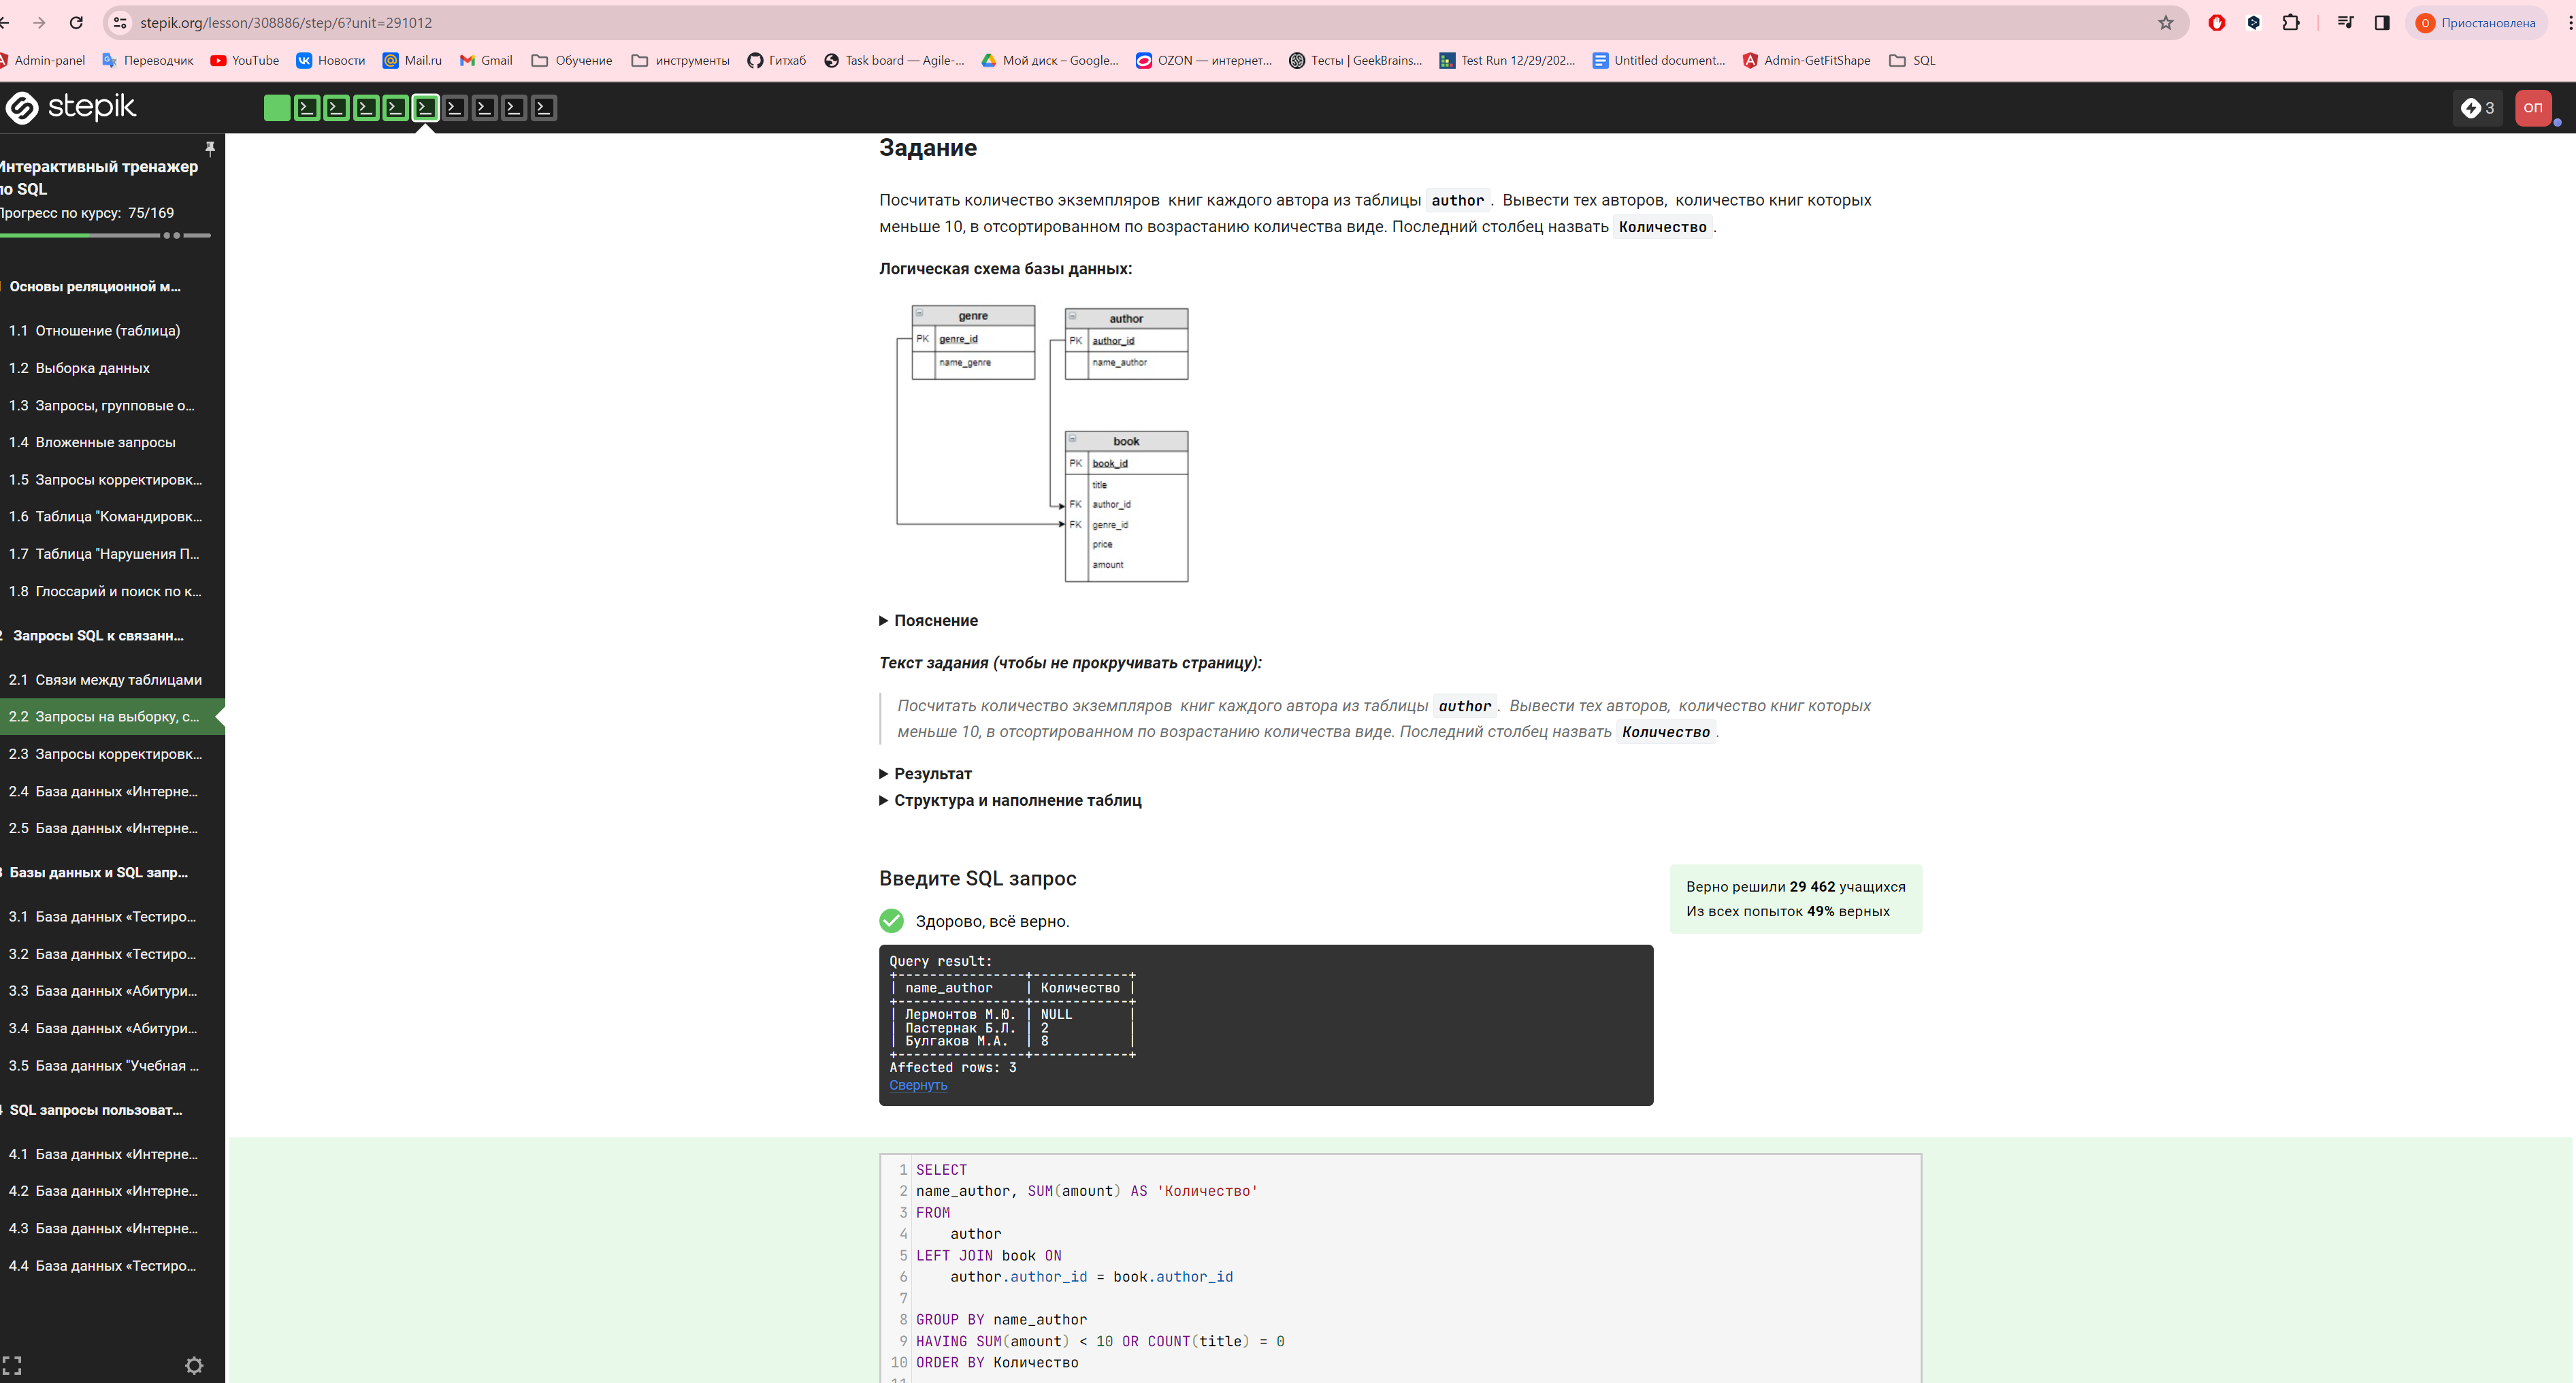 stepik.org/lesson/308886/step/6?unit=291012
О Приостановлена
Admin-panel Переводчик YouTube Новости Mail.ru Gmail Обучение инструменты Гитхаб Task board — Agile-... Мой диск – Google... OZON — интернет... Тесты | GeekBrains... Test Run 12/29/202... Untitled document... Admin-GetFitShape SQL
stepik
3 ОП
Интерактивный тренажер
по SQL
Прогресс по курсу: 75/169
Основы реляционной м...
1.1 Отношение (таблица)
1.2 Выборка данных
1.3 Запросы, групповые о...
1.4 Вложенные запросы
1.5 Запросы корректировк...
1.6 Таблица "Командировк...
1.7 Таблица "Нарушения П...
1.8 Глоссарий и поиск по к...
2 Запросы SQL к связанн...
2.1 Связи между таблицами
2.2 Запросы на выборку, с...
2.3 Запросы корректировк...
2.4 База данных «Интерне...
2.5 База данных «Интерне...
3 Базы данных и SQL запр...
3.1 База данных «Тестиро...
3.2 База данных «Тестиро...
3.3 База данных «Абитури...
3.4 База данных «Абитури...
3.5 База данных "Учебная ...
4 SQL запросы пользоват...
4.1 База данных «Интерне...
4.2 База данных «Интерне...
4.3 База данных «Интерне...
4.4 База данных «Тестиро...
Задание
Посчитать количество экземпляров книг каждого автора из таблицы author. Вывести тех авторов, количество книг которых
меньше 10, в отсортированном по возрастанию количества виде. Последний столбец назвать Количество.
Логическая схема базы данных:
genre
PK genre_id
name_genre
author
PK author_id
name_author
book
PK book_id
title
FK author_id
FK genre_id
price
amount
Пояснение
Текст задания (чтобы не прокручивать страницу):
Посчитать количество экземпляров книг каждого автора из таблицы author. Вывести тех авторов, количество книг которых
меньше 10, в отсортированном по возрастанию количества виде. Последний столбец назвать Количество.
Результат
Структура и наполнение таблиц
Введите SQL запрос
Здорово, всё верно.
Верно решили 29 462 учащихся
Из всех попыток 49% верных
Query result:
+-----------------+------------+
| name_author | Количество |
+-----------------+------------+
| Лермонтов М.Ю. | NULL |
| Пастернак Б.Л. | 2 |
| Булгаков М.А. | 8 |
+-----------------+------------+
Affected rows: 3
Свернуть
1 SELECT
2 name_author, SUM(amount) AS 'Количество'
3 FROM
4 author
5 LEFT JOIN book ON
6 author.author_id = book.author_id
7
8 GROUP BY name_author
9 HAVING SUM(amount) < 10 OR COUNT(title) = 0
10 ORDER BY Количество
11